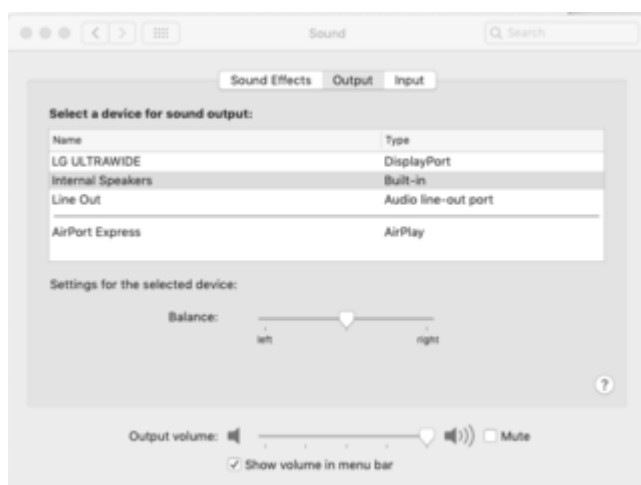 Sound
Search
Sound Effects Output Input
Select a device for sound output:
Name Type
LG ULTRAWIDE DisplayPort
Internal Speakers Built-in
Line Out Audio line-out port
AirPort Express AirPlay
Settings for the selected device:
Balance:
left right
?
Output volume: Mute
Show volume in menu bar